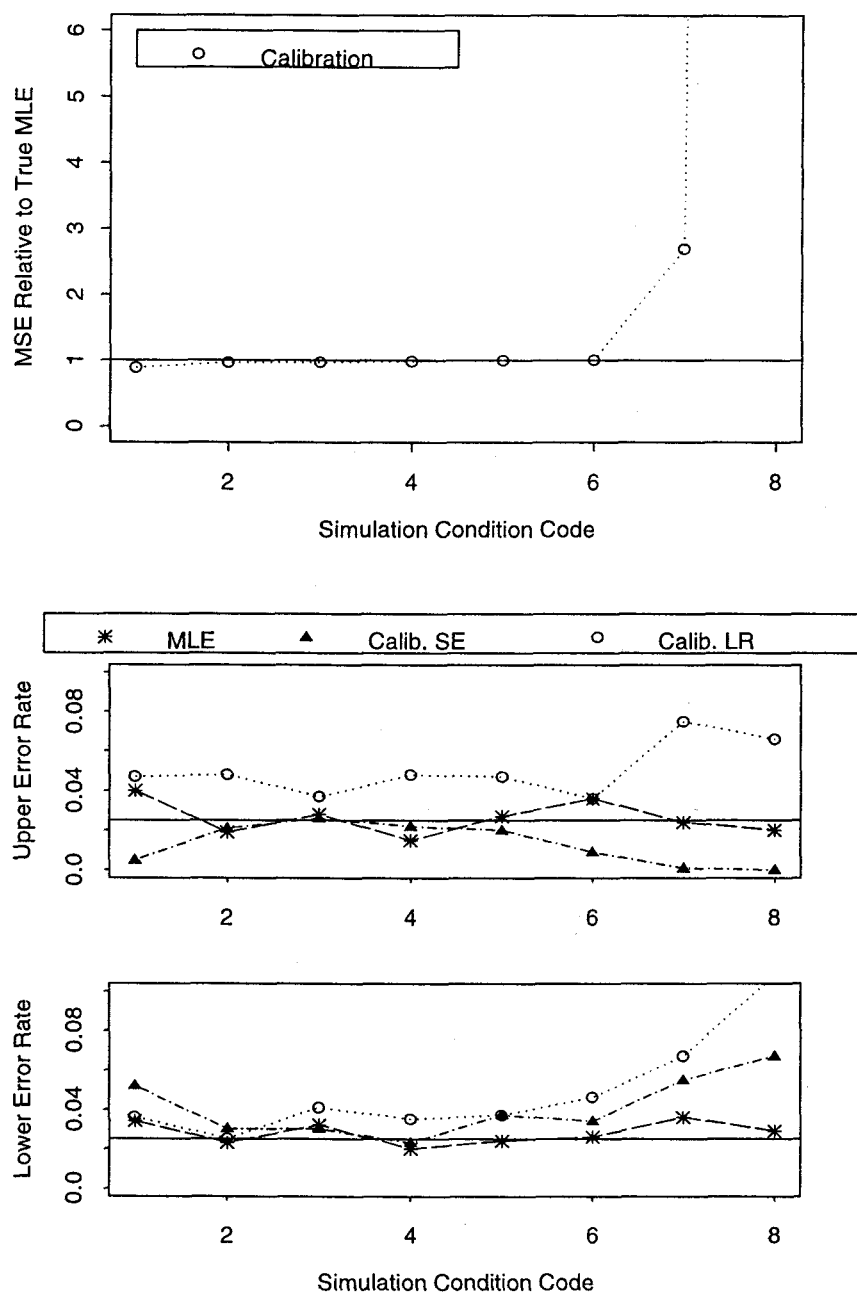 MSE Relative to True MLE
6
5
4
3
2
1
0
Calibration
2 4 6 8
Simulation Condition Code
MLE Calib. SE Calib. LR
Upper Error Rate
0.08
0.04
0.0
2 4 6 8
Lower Error Rate
0.08
0.04
0.0
2 4 6 8
Simulation Condition Code